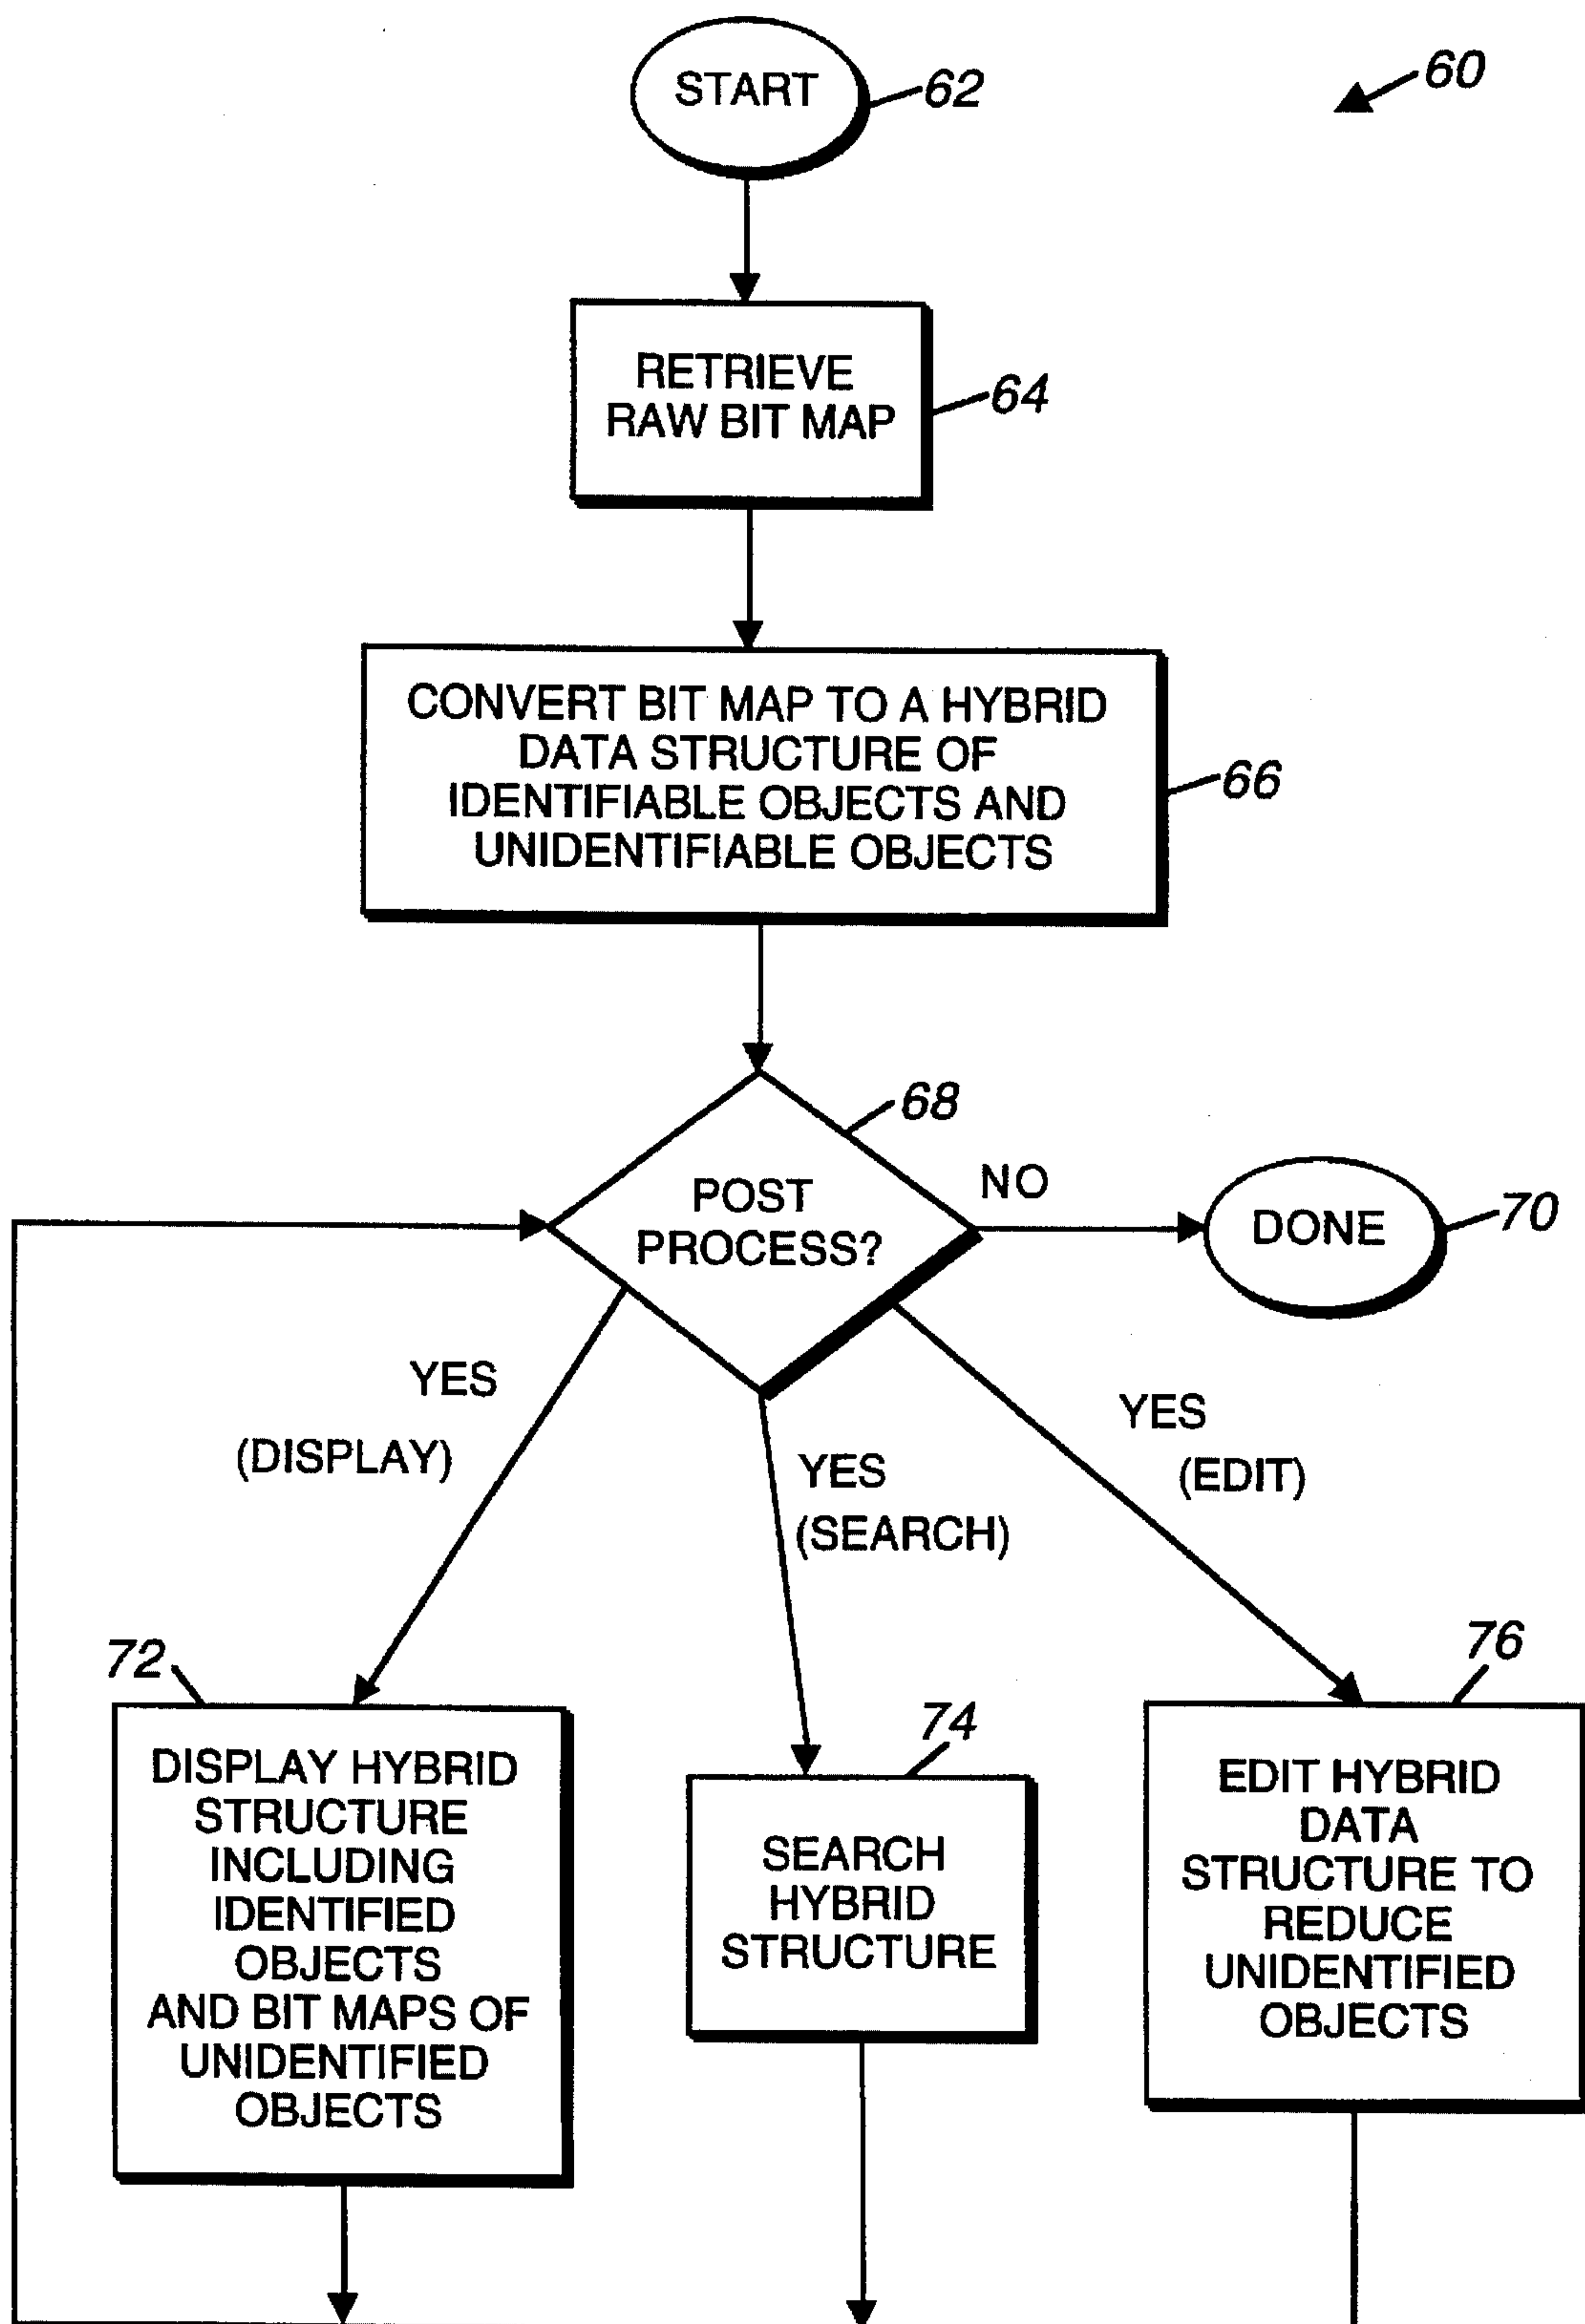 START
62
60
RETRIEVE
RAW BIT MAP
64
CONVERT BIT MAP TO A HYBRID
DATA STRUCTURE OF
IDENTIFIABLE OBJECTS AND
UNIDENTIFIABLE OBJECTS
66
68
POST
PROCESS?
NO
DONE
70
YES
(DISPLAY)
YES
(SEARCH)
YES
(EDIT)
72
DISPLAY HYBRID
STRUCTURE
INCLUDING
IDENTIFIED
OBJECTS
AND BIT MAPS OF
UNIDENTIFIED
OBJECTS
74
SEARCH
HYBRID
STRUCTURE
76
EDIT HYBRID
DATA
STRUCTURE TO
REDUCE
UNIDENTIFIED
OBJECTS